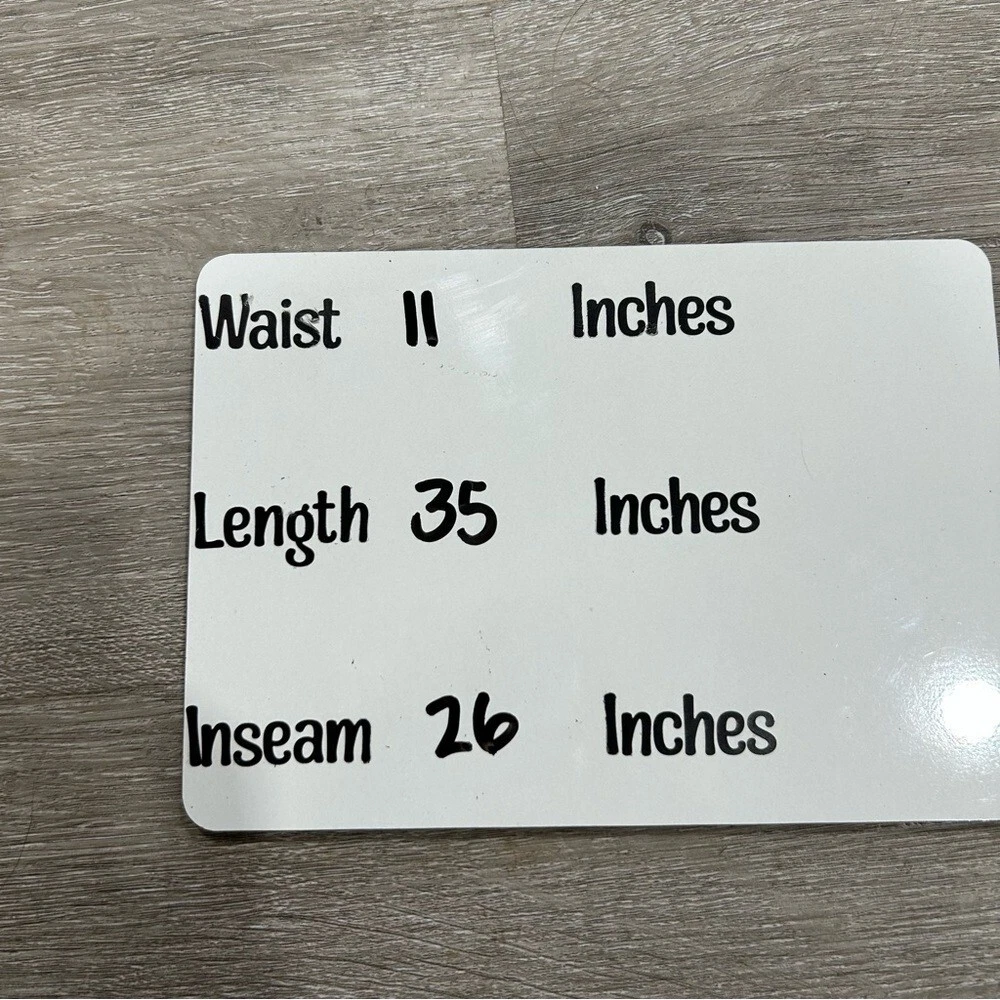 Waist 11 Inches
Length 35 Inches
Inseam 26 Inches